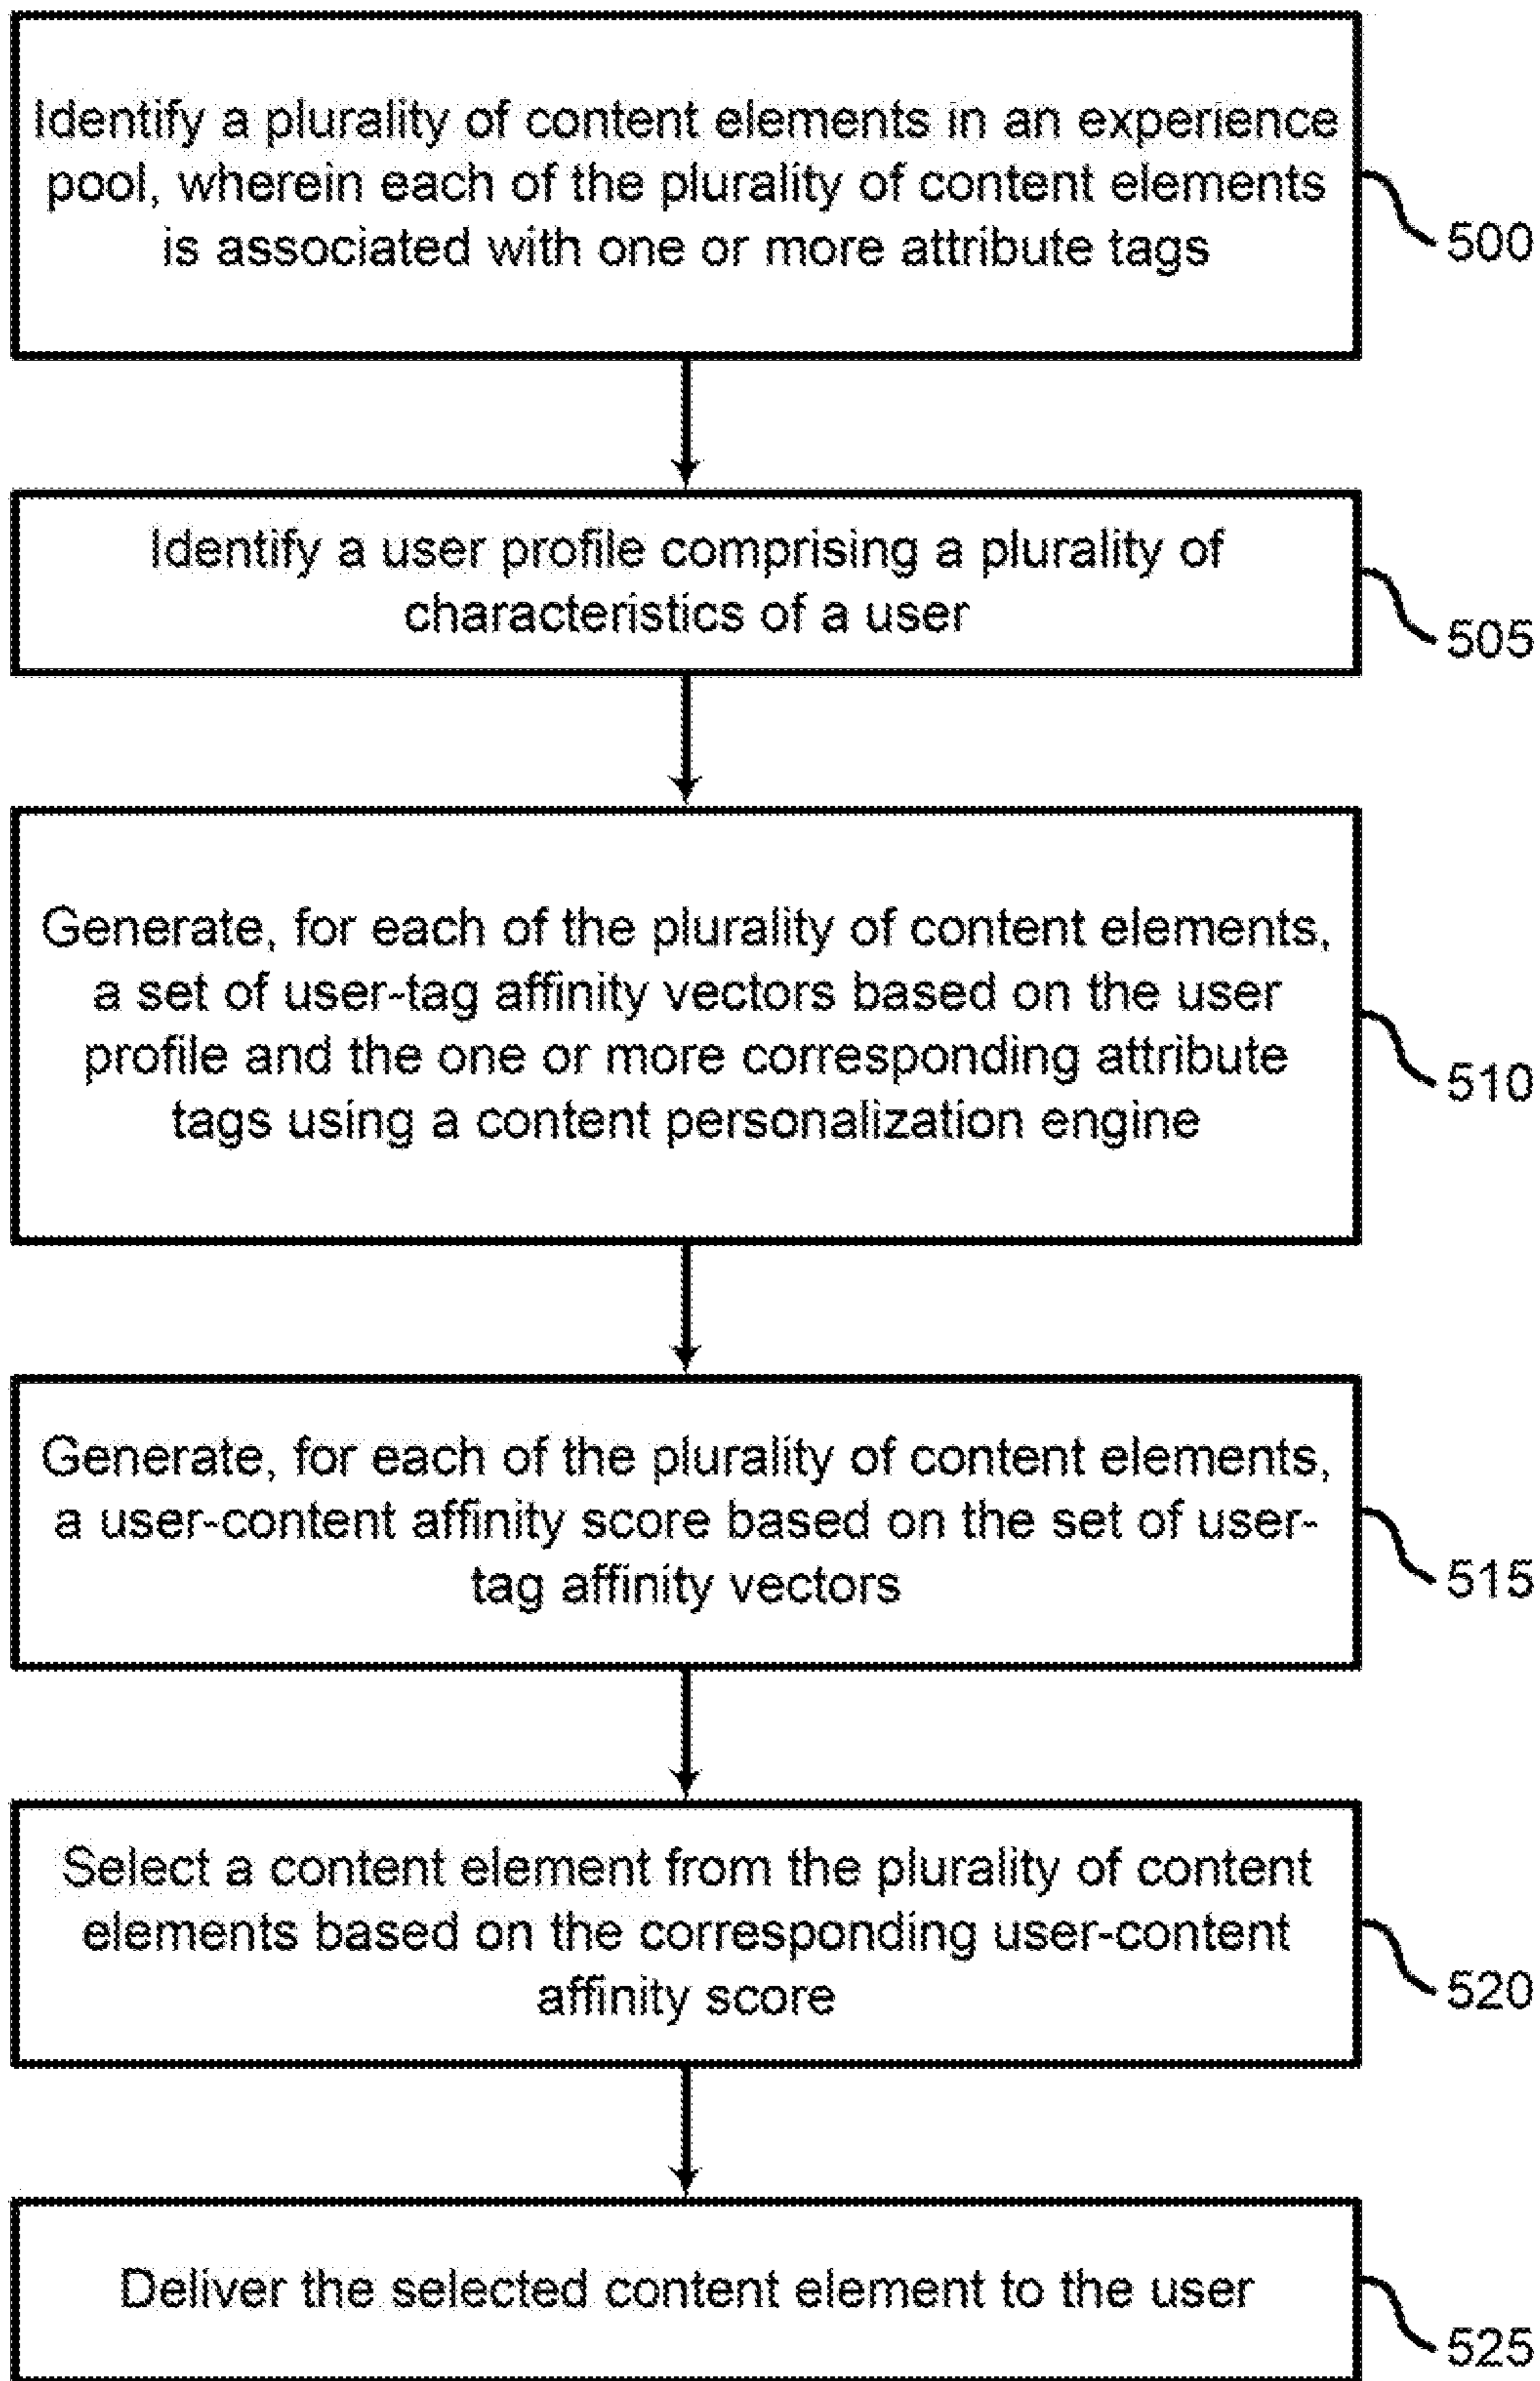 Identify a plurality of content elements in an experience
pool, wherein each of the plurality of content elements
is associated with one or more attribute tags
500
Identify a user profile comprising a plurality of
characteristics of a user
505
Generate, for each of the plurality of content elements,
a set of user-tag affinity vectors based on the user
profile and the one or more corresponding attribute
tags using a content personalization engine
510
Generate, for each of the plurality of content elements,
a user-content affinity score based on the set of user-
tag affinity vectors
515
Select a content element from the plurality of content
elements based on the corresponding user-content
affinity score
520
Deliver the selected content element to the user
525